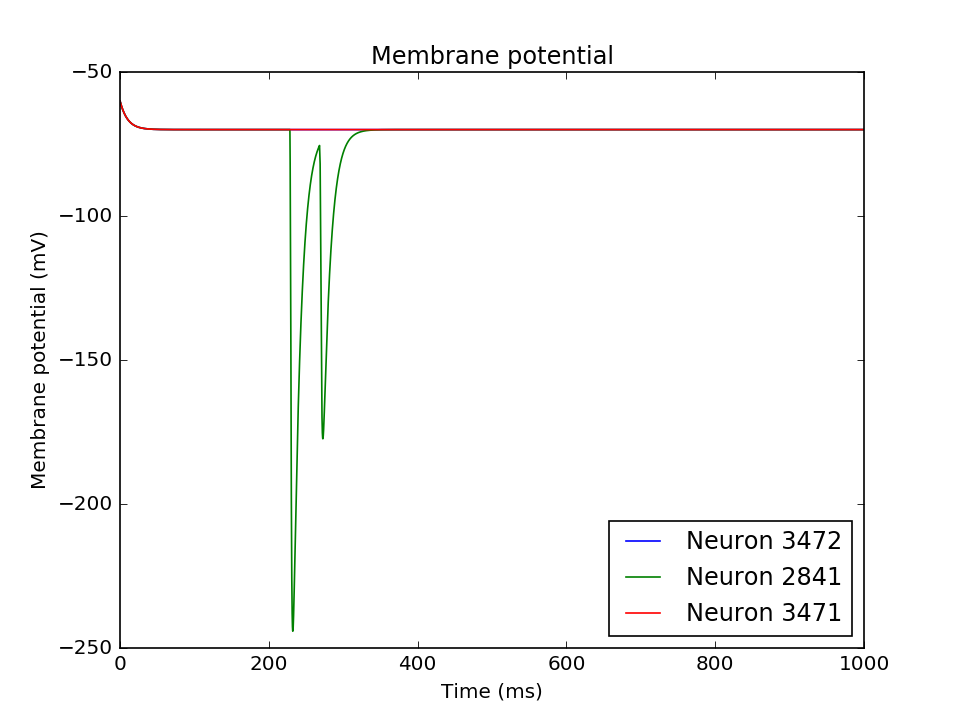 Membrane potential
−50
−100
−150
−200
−250
Membrane potential (mV)
0 200 400 600 800 1000
Time (ms)
Neuron 3472
Neuron 2841
Neuron 3471